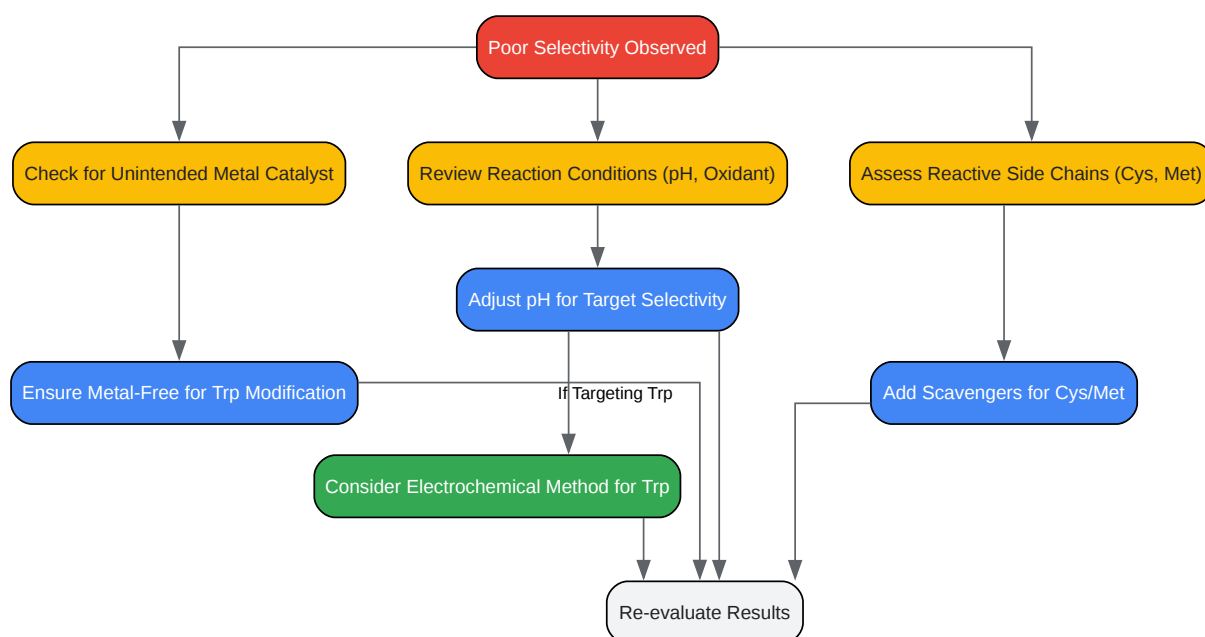 Poor Selectivity Observed
Check for Unintended Metal Catalyst
Review Reaction Conditions (pH, Oxidant)
Assess Reactive Side Chains (Cys, Met)
Adjust pH for Target Selectivity
Ensure Metal-Free for Trp Modification
If Targeting Trp
Add Scavengers for Cys/Met
Consider Electrochemical Method for Trp
Re-evaluate Results